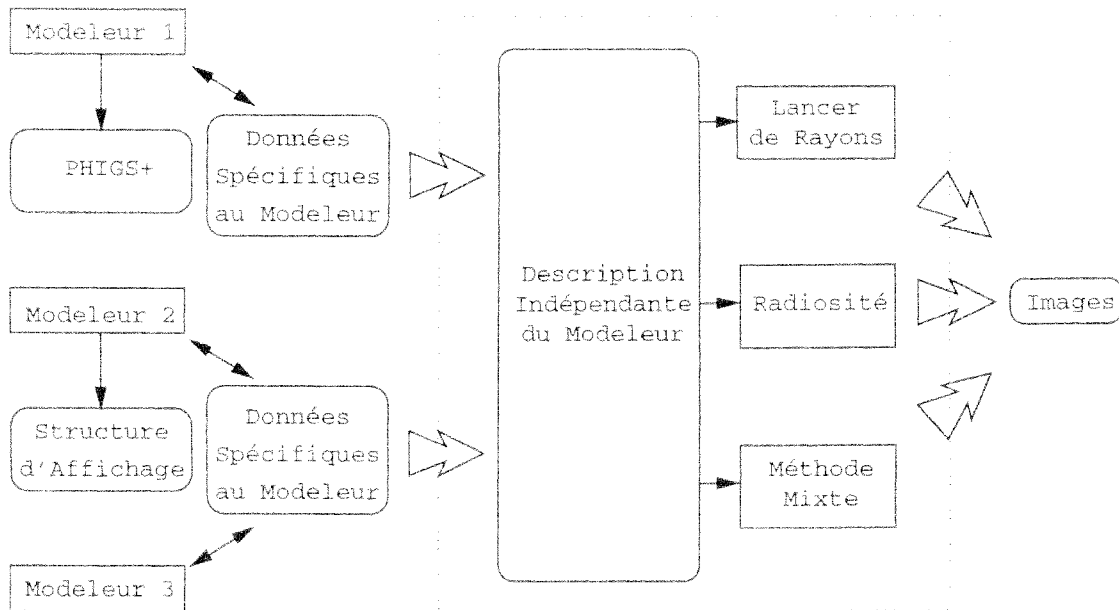 Modeleur 1
PHIGS+
Données
Spécifiques
au Modeleur
Modeleur 2
Structure
d'Affichage
Données
Spécifiques
au Modeleur
Modeleur 3
Description
Indépendante
du Modeleur
Lancer
de Rayons
Radiosité
Méthode
Mixte
Images